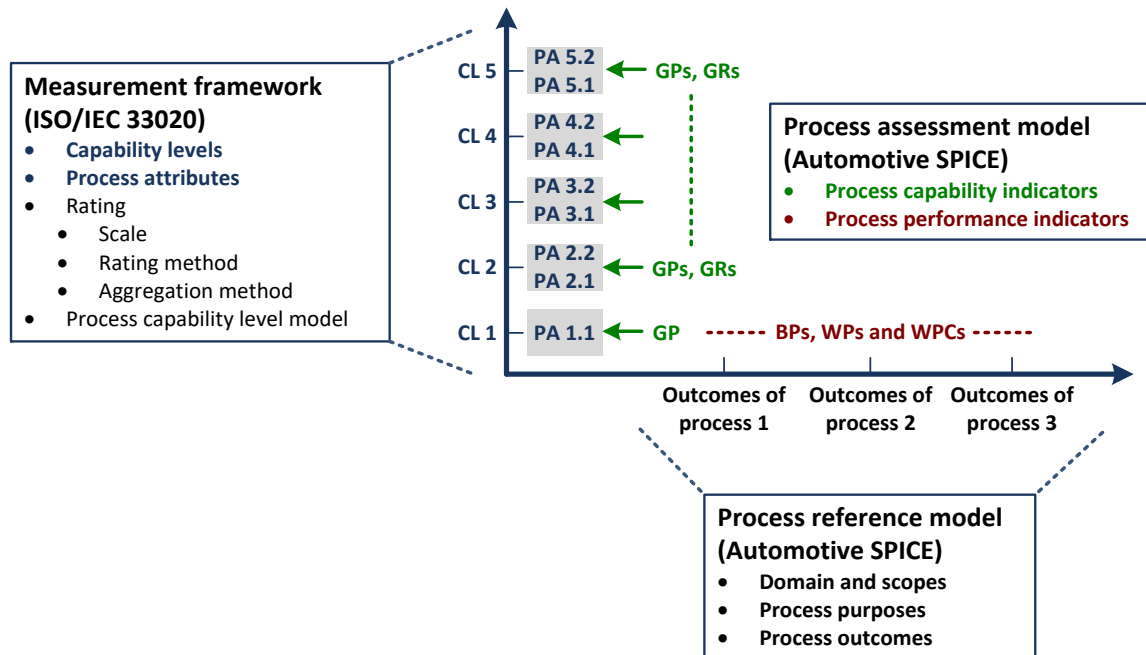 Measurement framework
(ISO/IEC 33020)
• Capability levels
• Process attributes
• Rating
• Scale
• Rating method
• Aggregation method
• Process capability level model
CL 5
PA 5.2
PA 5.1
GPs, GRs
CL 4
PA 4.2
PA 4.1
CL 3
PA 3.2
PA 3.1
CL 2
PA 2.2
PA 2.1
GPs, GRs
CL 1
PA 1.1
GP
BPs, WPs and WPCs
Outcomes of
process 1
Outcomes of
process 2
Outcomes of
process 3
Process assessment model
(Automotive SPICE)
• Process capability indicators
• Process performance indicators
Process reference model
(Automotive SPICE)
• Domain and scopes
• Process purposes
• Process outcomes